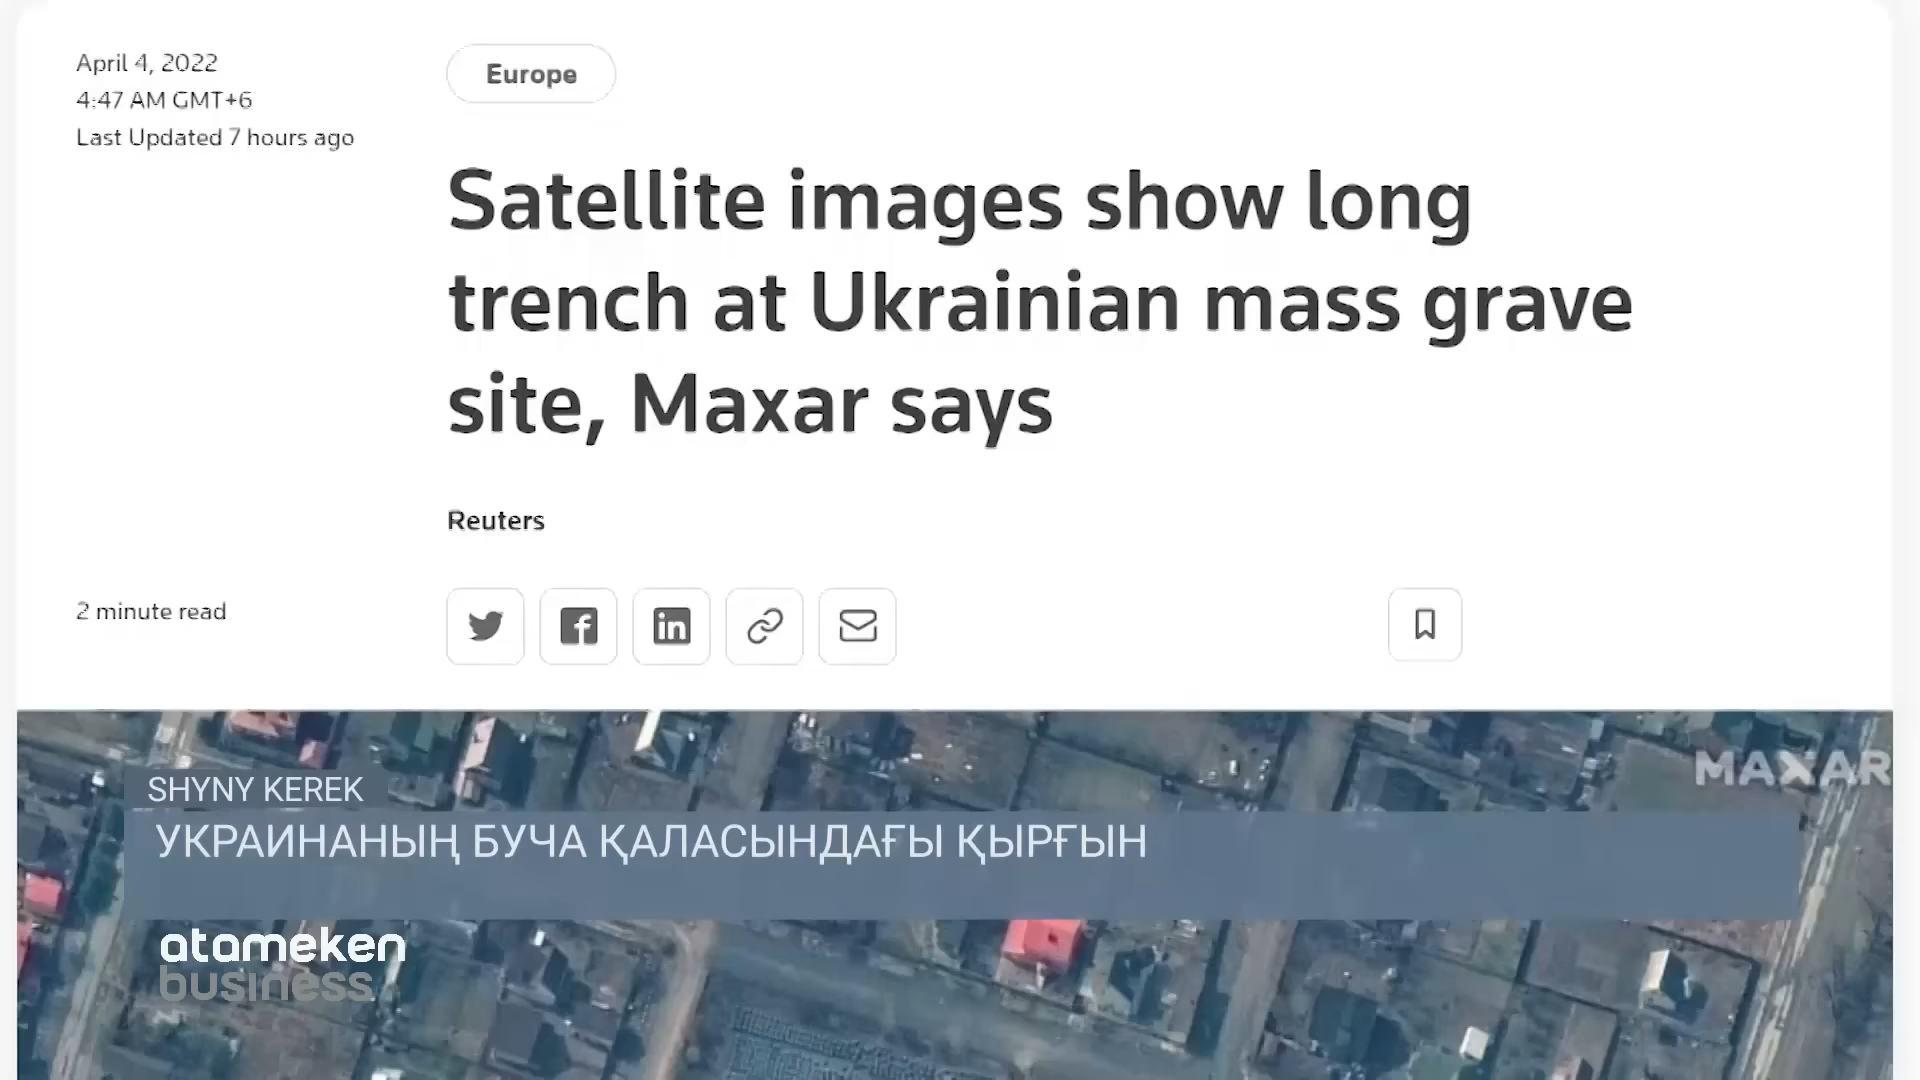 April 4, 2022
4:47 AM GMT+6
Last Updated 7 hours ago
Europe
Satellite images show long
trench at Ukrainian mass grave
site, Maxar says
Reuters
2 minute read
MAXAR
SHYNY KEREK
УКРАИНАНЫҢ БУЧА ҚАЛАСЫНДАҒЫ ҚЫРҒЫН
atameken
business